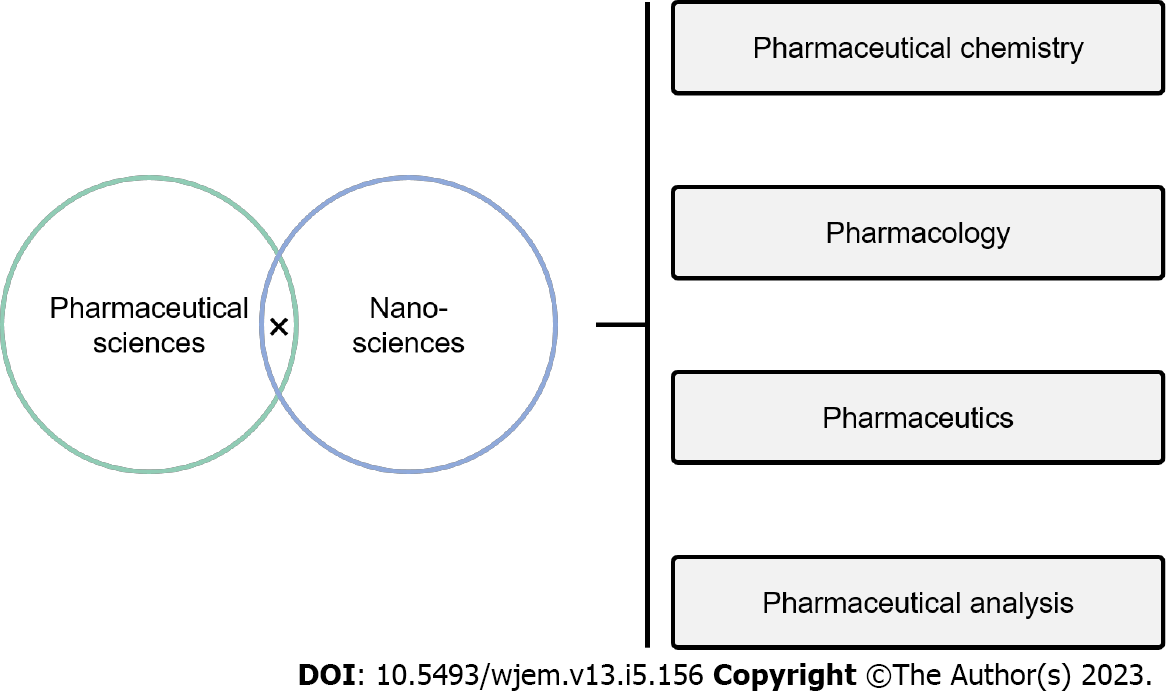 Pharmaceutical
sciences
×
Nano-
sciences
Pharmaceutical chemistry
Pharmacology
Pharmaceutics
Pharmaceutical analysis
DOI: 10.5493/wjem.v13.i5.156 Copyright ©The Author(s) 2023.